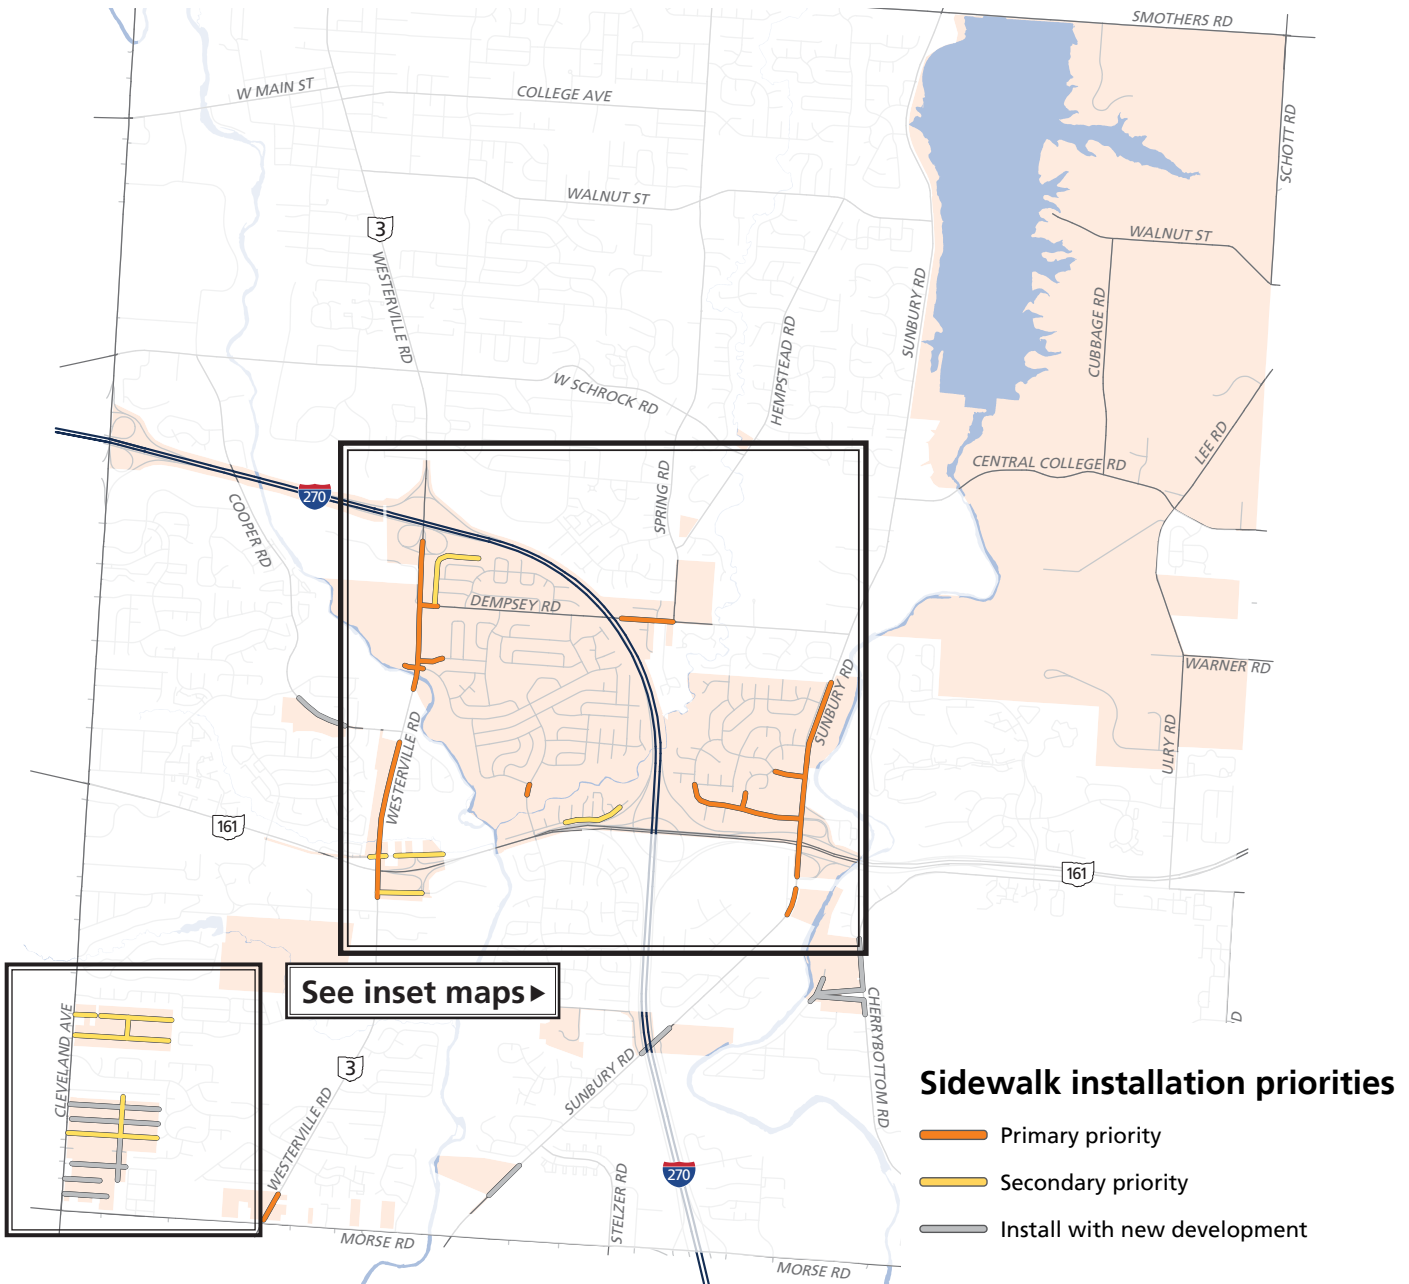 SMOTHERS RD
W MAIN ST
COLLEGE AVE
SCHOTT RD
WALNUT ST
3
WALNUT ST
WESTERVILLE RD
SUNBURY RD
CUBBAGE RD
HEMPSTEAD RD
W SCHROCK RD
LEE RD
CENTRAL COLLEGE RD
SPRING RD
270
COOPER RD
DEMPSEY RD
WARNER RD
SUNBURY RD
WESTERVILLE RD
ULRY RD
161
161
See inset maps
CLEVELAND AVE
CHERRYBOTTOM RD
D
3
SUNBURY RD
WESTERVILLE RD
270
STELZER RD
MORSE RD
MORSE RD
Sidewalk installation priorities
Primary priority
Secondary priority
Install with new development